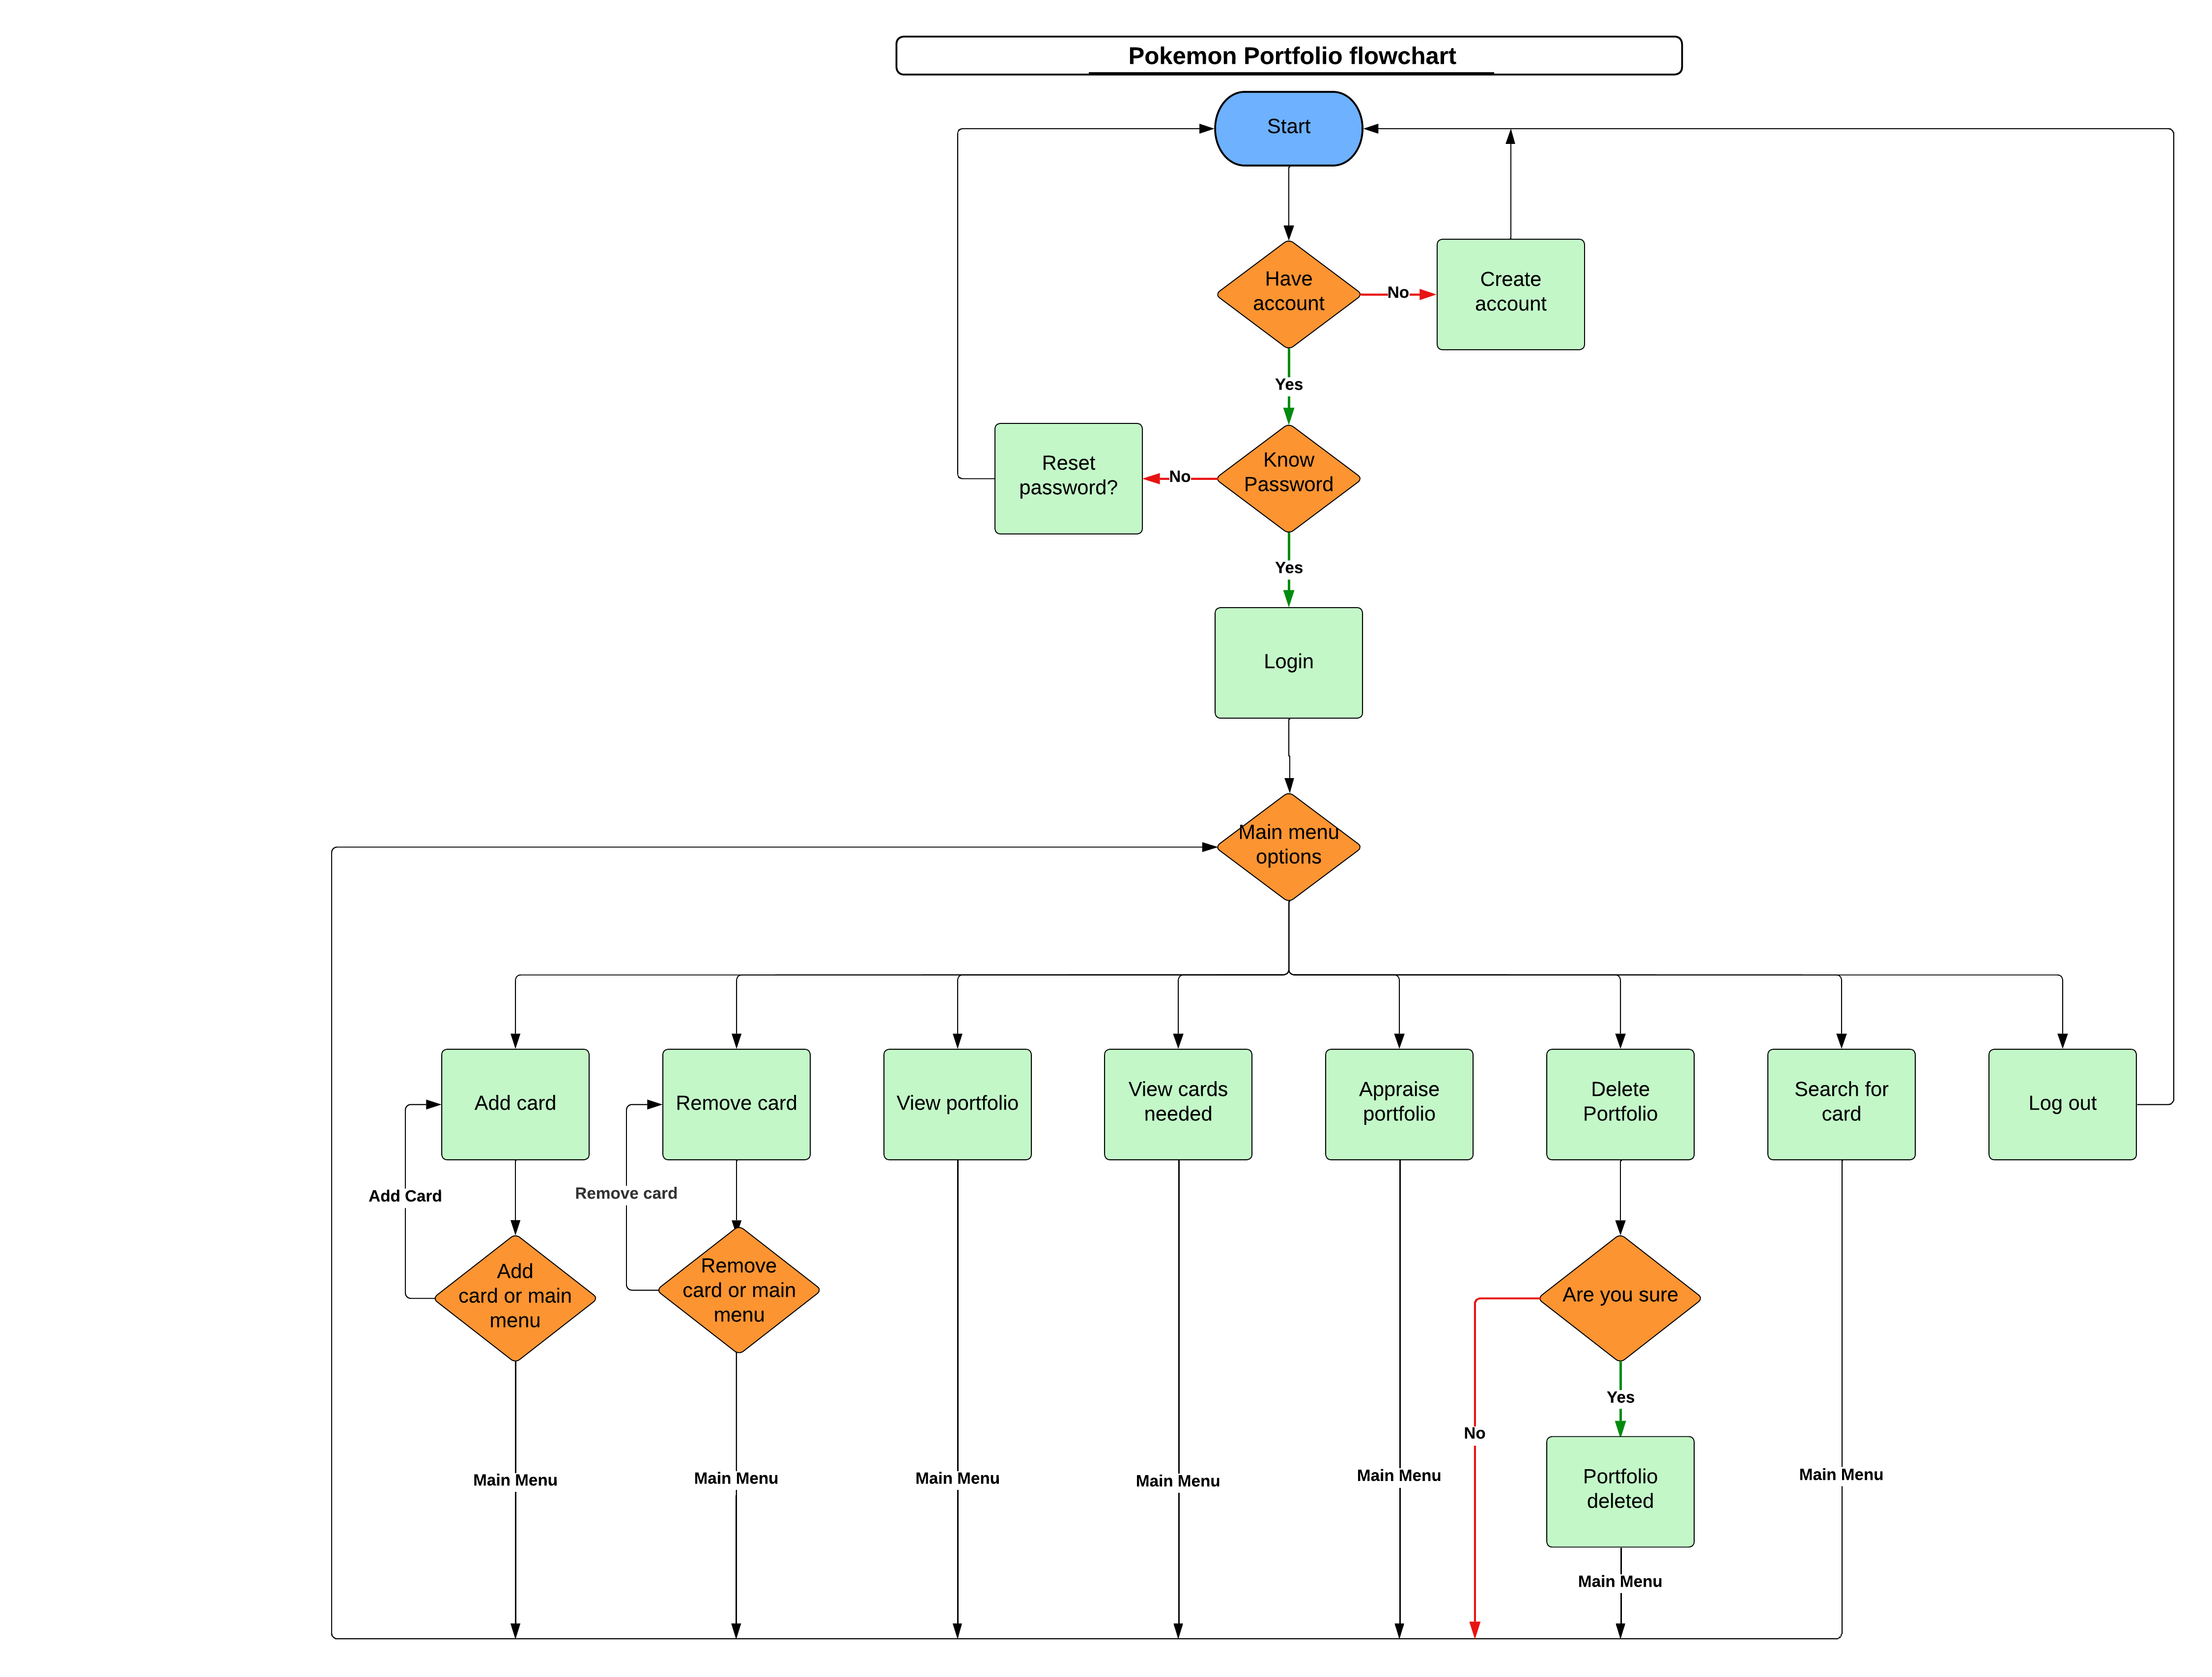 Pokemon Portfolio flowchart
Start
Have
account
No
Create
account
Yes
Know
Password
No
Reset
password?
Yes
Login
Main menu
options
Add card
Remove card
View portfolio
View cards
needed
Appraise
portfolio
Delete
Portfolio
Search for
card
Log out
Add Card
Remove card
Add
card or main
menu
Remove
card or main
menu
Are you sure
Yes
No
Portfolio
deleted
Main Menu
Main Menu
Main Menu
Main Menu
Main Menu
Main Menu
Main Menu